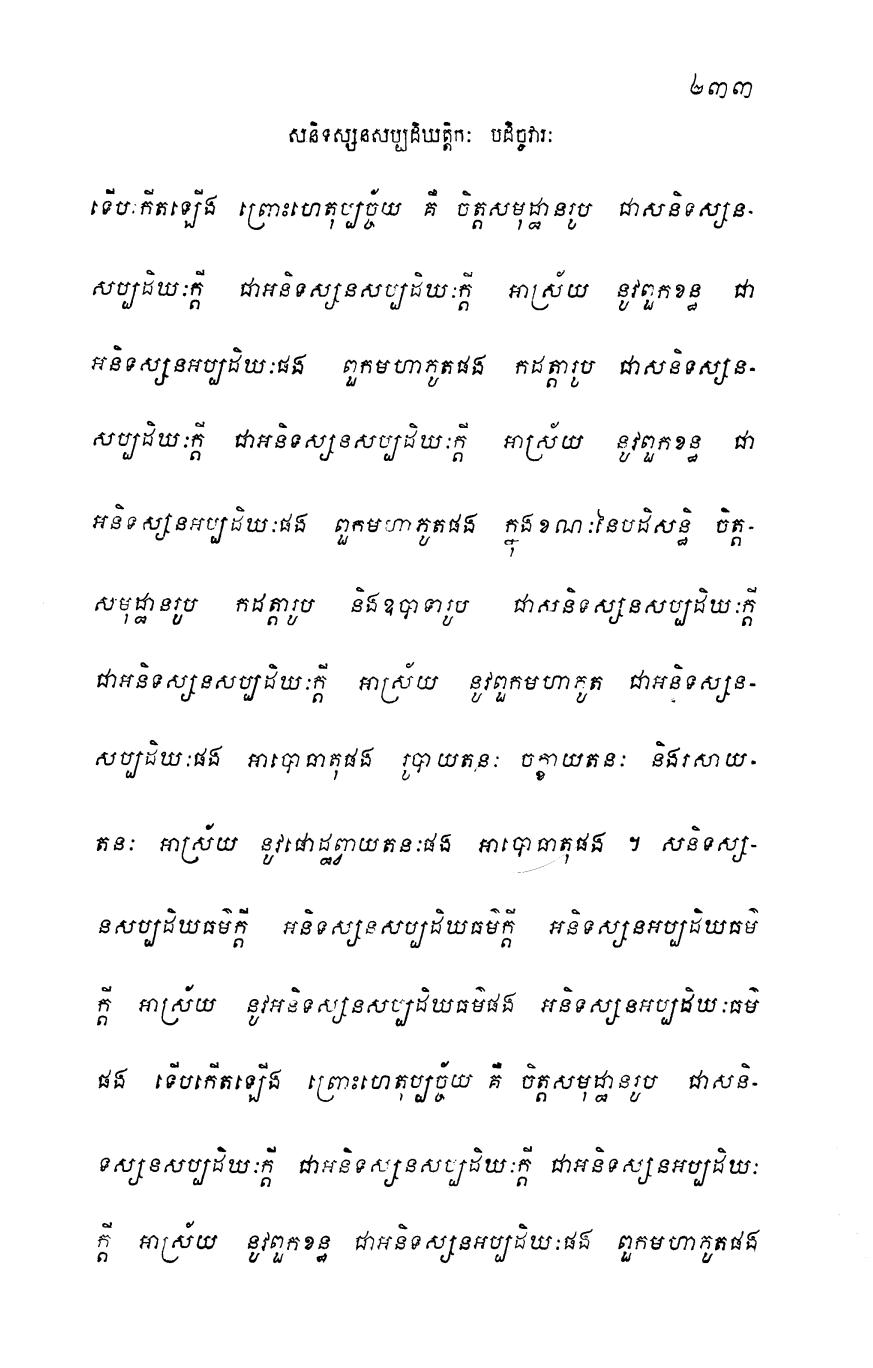 ២៣៣
សនិទស្សនសប្បដិឃត្តិកៈ បដិច្ចវារៈ
ទើបកើតឡើង ព្រោះហេតុប្បច្ច័យ គឺ ចិត្តសមុដ្ឋានរូប ជាសនិទស្សន-
សប្បដិឃៈក្តី ជាអនិទស្សនសប្បដិឃៈក្តី អាស្រ័យ នូវពួកខន្ធ ជា
អនិទស្សនអប្បដិឃៈផង ពួកមហាភូតផង កដត្តារូប ជាសនិទស្សន-
សប្បដិឃៈក្តី ជាអនិទស្សនសប្បដិឃៈក្តី អាស្រ័យ នូវពួកខន្ធ ជា
អនិទស្សនអប្បដិឃៈផង ពួកមហាភូតផង ក្នុងខណៈនៃបដិសន្ធិ ចិត្ត-
សមុដ្ឋានរូប កដត្តារូប និងឧបាទារូប ជាសនិទស្សនសប្បដិឃៈក្តី
ជាអនិទស្សនសប្បដិឃៈក្តី អាស្រ័យ នូវពួកមហាភូត ជាអនិទស្សន-
សប្បដិឃៈផង អាបោធាតុផង រូបាយតនៈ ចក្ខាយតនៈ និងរសាយ-
តនៈ អាស្រ័យ នូវផោដ្ឋព្វាយតនៈផង អាបោធាតុផង ។ សនិទស្ស-
នសប្បដិឃធម៌ក្តី អនិទស្សនសប្បដិឃធម៌ក្តី អនិទស្សនអប្បដិឃធម៌
ក្តី អាស្រ័យ នូវអនិទស្សនសប្បដិឃធម៌ផង អនិទស្សនអប្បដិឃៈធម៌
ផង ទើបកើតឡើង ព្រោះហេតុប្បច្ច័យ គឺ ចិត្តសមុដ្ឋានរូប ជាសនិ-
ទស្សនសប្បដិឃៈក្តី ជាអនិទស្សនសប្បដិឃៈក្តី ជាអនិទស្សនអប្បដិឃៈ
ក្តី អាស្រ័យ នូវពួកខន្ធ ជាអនិទស្សនអប្បដិឃៈផង ពួកមហាភូតផង